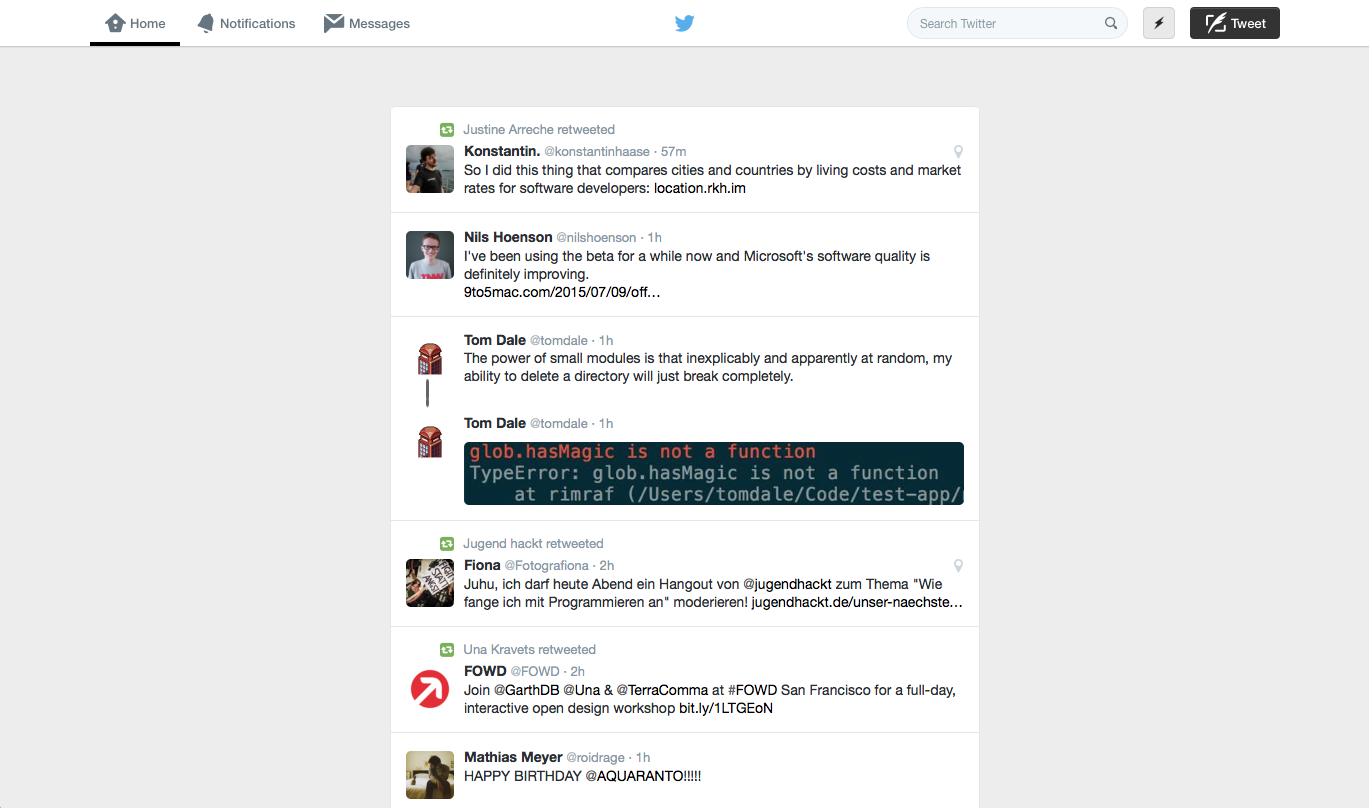 Home Notifications Messages Search Twitter Tweet
Justine Arreche retweeted
Konstantin. @konstantinhaase · 57m
So I did this thing that compares cities and countries by living costs and market
rates for software developers: location.rkh.im
Nils Hoenson @nilshoenson · 1h
I've been using the beta for a while now and Microsoft's software quality is
definitely improving.
9to5mac.com/2015/07/09/off…
Tom Dale @tomdale · 1h
The power of small modules is that inexplicably and apparently at random, my
ability to delete a directory will just break completely.
Tom Dale @tomdale · 1h
glob.hasMagic is not a function
TypeError: glob.hasMagic is not a function
at rimraf (/Users/tomdale/Code/test-app/
Jugend hackt retweeted
Fiona @Fotografiona · 2h
Juhu, ich darf heute Abend ein Hangout von @jugendhackt zum Thema "Wie
fange ich mit Programmieren an" moderieren! jugendhackt.de/unser-naechste…
Una Kravets retweeted
FOWD @FOWD · 2h
Join @GarthDB @Una & @TerraComma at #FOWD San Francisco for a full-day,
interactive open design workshop bit.ly/1LTGEoN
Mathias Meyer @roidrage · 1h
HAPPY BIRTHDAY @AQUARANTO!!!!!